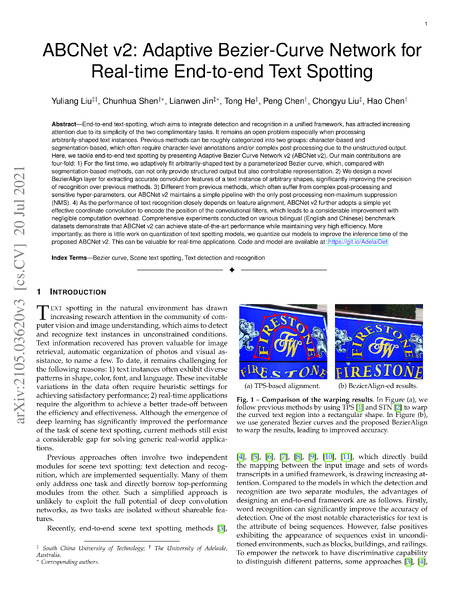 1
ABCNet v2: Adaptive Bezier-Curve Network for
Real-time End-to-end Text Spotting
Yuliang Liu‡†, Chunhua Shen†*, Lianwen Jin‡*, Tong He†, Peng Chen†, Chongyu Liu‡, Hao Chen†
Abstract—End-to-end text-spotting, which aims to integrate detection and recognition in a unified framework, has attracted increasing
attention due to its simplicity of the two complimentary tasks. It remains an open problem especially when processing
arbitrarily-shaped text instances. Previous methods can be roughly categorized into two groups: character-based and
segmentation-based, which often require character-level annotations and/or complex post-processing due to the unstructured output.
Here, we tackle end-to-end text spotting by presenting Adaptive Bezier Curve Network v2 (ABCNet v2). Our main contributions are
four-fold: 1) For the first time, we adaptively fit arbitrarily-shaped text by a parameterized Bezier curve, which, compared with
segmentation-based methods, can not only provide structured output but also controllable representation. 2) We design a novel
BezierAlign layer for extracting accurate convolution features of a text instance of arbitrary shapes, significantly improving the precision
of recognition over previous methods. 3) Different from previous methods, which often suffer from complex post-processing and
sensitive hyper-parameters, our ABCNet v2 maintains a simple pipeline with the only post-processing non-maximum suppression
(NMS). 4) As the performance of text recognition closely depends on feature alignment, ABCNet v2 further adopts a simple yet
effective coordinate convolution to encode the position of the convolutional filters, which leads to a considerable improvement with
negligible computation overhead. Comprehensive experiments conducted on various bilingual (English and Chinese) benchmark
datasets demonstrate that ABCNet v2 can achieve state-of-the-art performance while maintaining very high efficiency. More
importantly, as there is little work on quantization of text spotting models, we quantize our models to improve the inference time of the
proposed ABCNet v2. This can be valuable for real-time applications. Code and model are available at: https://git.io/AdelaiDet
Index Terms—Bezier curve, Scene text spotting, Text detection and recognition
1 INTRODUCTION
TEXT spotting in the natural environment has drawn
increasing research attention in the community of com-
puter vision and image understanding, which aims to detect
and recognize text instances in unconstrained conditions.
Text information recovered has proven valuable for image
retrieval, automatic organization of photos and visual assis-
tance, to name a few. To date, it remains challenging for
the following reasons: 1) text instances often exhibit diverse
patterns in shape, color, font, and language. These inevitable
variations in the data often require heuristic settings for
achieving satisfactory performance; 2) real-time applications
require the algorithm to achieve a better trade-off between
the efficiency and effectiveness. Although the emergence of
deep learning has significantly improved the performance
of the task of scene text spotting, current methods still exist
a considerable gap for solving generic real-world applica-
tions.
Previous approaches often involve two independent
modules for scene text spotting: text detection and recog-
nition, which are implemented sequentially. Many of them
only address one task and directly borrow top-performing
modules from the other. Such a simplified approach is
unlikely to exploit the full potential of deep convolution
networks, as two tasks are isolated without shareable fea-
tures.
Recently, end-to-end scene text spotting methods [3],
‡ South China University of Technology; † The University of Adelaide,
Australia.
* Corresponding authors.
FIRESTONE
FIRESTONE
FIRESTONE
FIRESTONE
(a) TPS-based alignment.
(b) BezierAlign-ed results.
Fig. 1 – Comparison of the warping results. In Figure (a), we
follow previous methods by using TPS [1] and STN [2] to warp
the curved text region into a rectangular shape. In Figure (b),
we use generated Bezier curves and the proposed BezierAlign
to warp the results, leading to improved accuracy.
[4], [5], [6], [7], [8], [9], [10], [11], which directly build
the mapping between the input image and sets of words
transcripts in a unified framework, is drawing increasing at-
tention. Compared to the models in which the detection and
recognition are two separate modules, the advantages of
designing an end-to-end framework are as follows. Firstly,
word recognition can significantly improve the accuracy of
detection. One of the most notable characteristics for text is
the attribute of being sequences. However, false positives
exhibiting the appearance of sequences exist in uncondi-
tioned environments, such as blocks, buildings, and railings.
To empower the network to have discriminative capability
to distinguish different patterns, some approaches [3], [4],
arXiv:2105.03620v3 [cs.CV] 20 Jul 2021